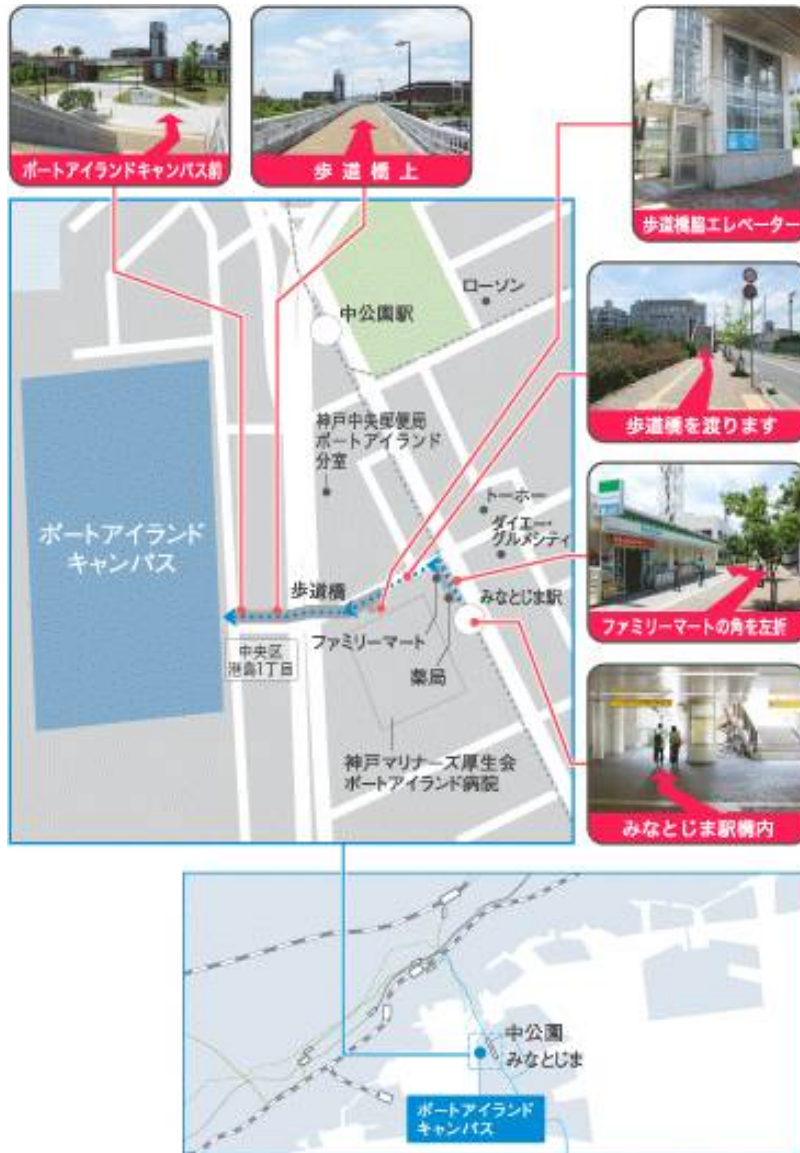 ポートアイランドキャンパス前
歩道橋上
歩道橋脇エレベーター
中公園駅
ローソン
歩道橋を渡ります
神戸中央郵便局
ポートアイランド
分室
トーホー
ダイエー・
グルメシティ
ポートアイランド
キャンパス
歩道橋
みなとじま駅
ファミリーマート
ファミリーマートの角を左折
中央区
港島1丁目
薬局
神戸マリナーズ厚生会
ポートアイランド病院
みなとじま駅構内
中公園
みなとじま
ポートアイランド
キャンパス